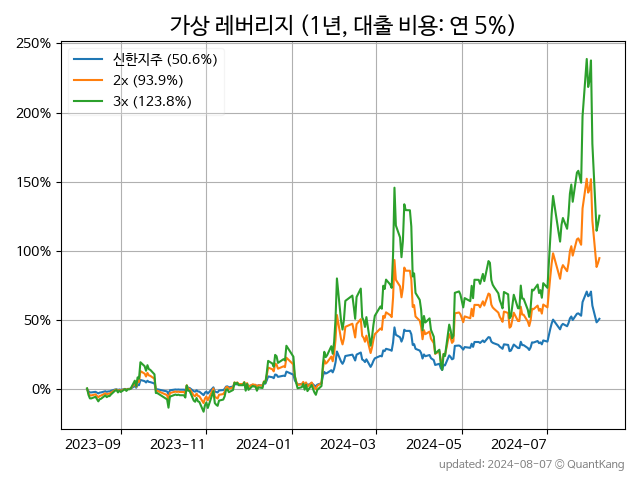 가상 레버리지 (1년, 대출 비용: 연 5%)
신한지주 (50.6%)
2x (93.9%)
3x (123.8%)
250%
200%
150%
100%
50%
0%
2023-09 2023-11 2024-01 2024-03 2024-05 2024-07
updated: 2024-08-07 © QuantKang